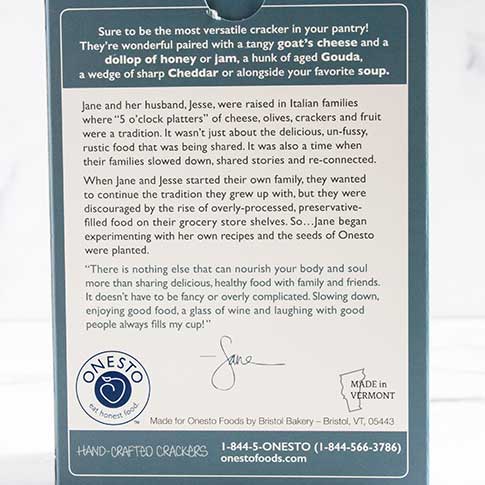 Sure to be the most versatile cracker in your pantry!
They're wonderful paired with a tangy goat's cheese and a
dollop of honey or jam, a hunk of aged Gouda,
a wedge of sharp Cheddar or alongside your favorite soup.
Jane and her husband, Jesse, were raised in Italian families
where "5 o'clock platters" of cheese, olives, crackers and fruit
were a tradition. It wasn't just about the delicious, un-fussy,
rustic food that was being shared. It was also a time when
their families slowed down, shared stories and re-connected.
When Jane and Jesse started their own family, they wanted
to continue the tradition they grew up with, but they were
discouraged by the rise of overly-processed, preservative-
filled food on their grocery store shelves. So...Jane began
experimenting with her own recipes and the seeds of Onesto
were planted.
"There is nothing else that can nourish your body and soul
more than sharing delicious, healthy food with family and friends.
It doesn't have to be fancy or overly complicated. Slowing down,
enjoying good food, a glass of wine and laughing with good
people always fills my cup!"
—Jane
ONESTO
eat honest food.
TM
MADE in
VERMONT
Made for Onesto Foods by Bristol Bakery – Bristol, VT, 05443
HAND-CRAFTED CRACKERS
1-844-5-ONESTO (1-844-566-3786)
onestofoods.com